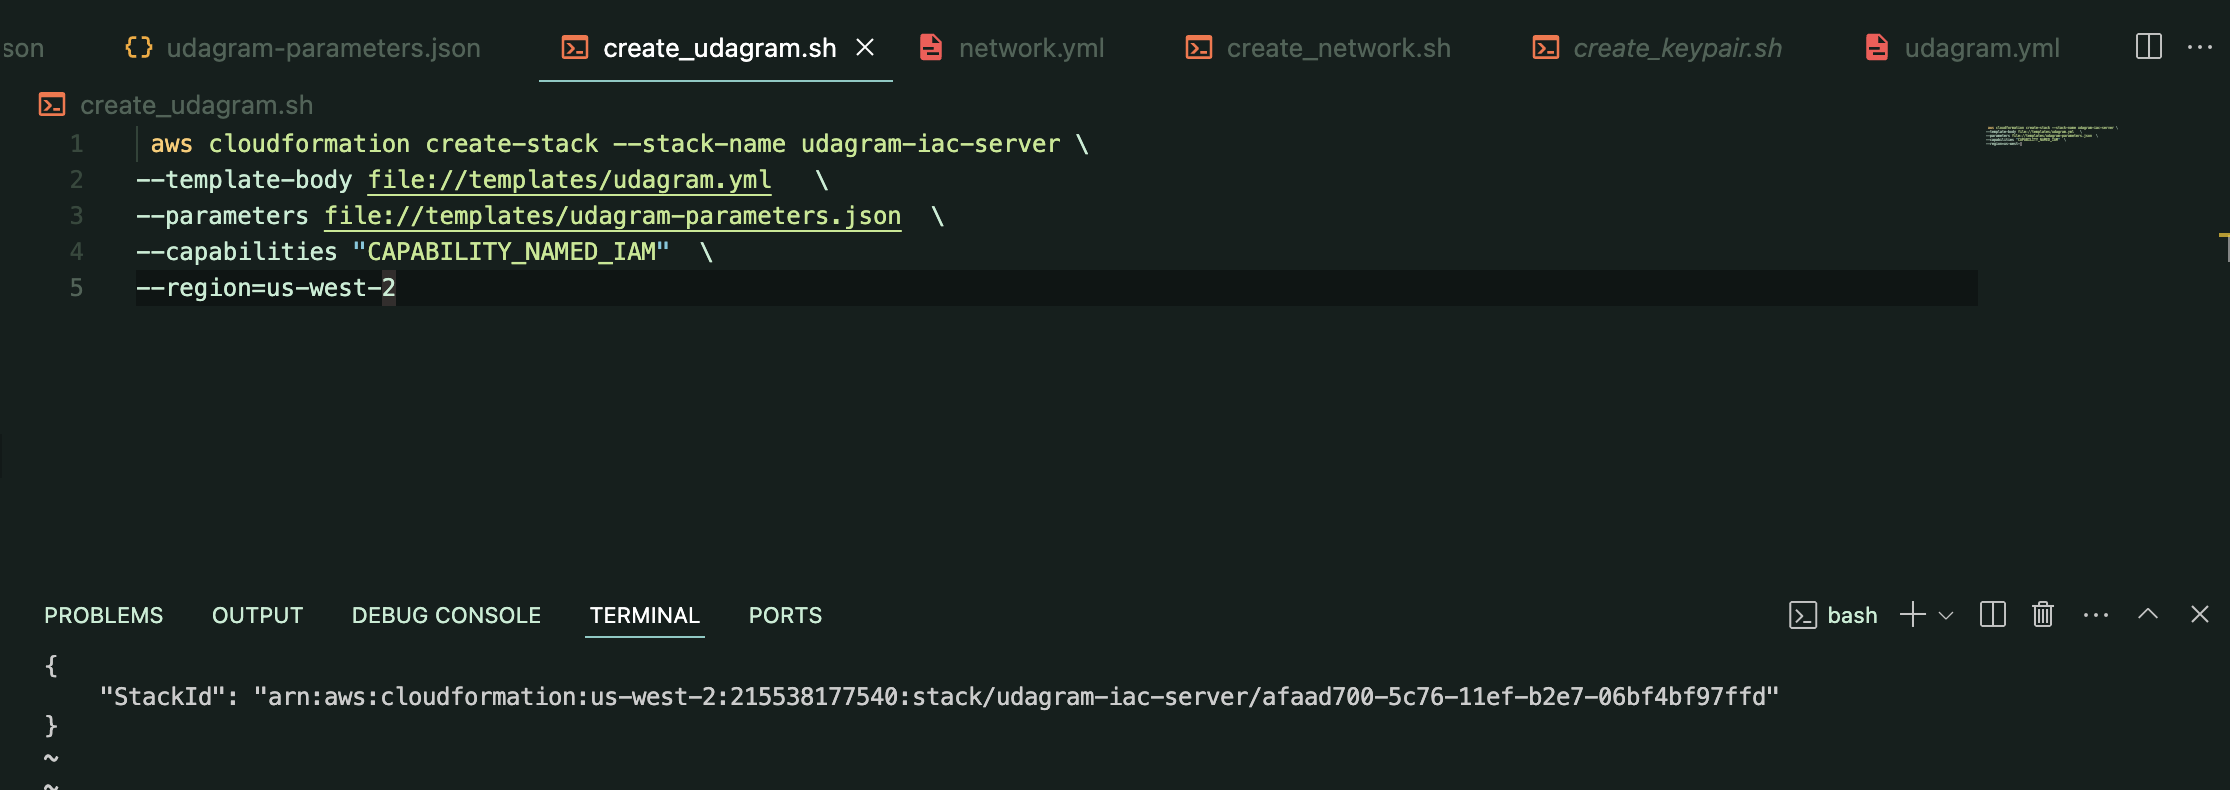 son udagram-parameters.json create_udagram.sh network.yml create_network.sh create_keypair.sh udagram.yml
create_udagram.sh
1 aws cloudformation create-stack --stack-name udagram-iac-server \
2 --template-body file://templates/udagram.yml \
3 --parameters file://templates/udagram-parameters.json \
4 --capabilities "CAPABILITY_NAMED_IAM" \
5 --region=us-west-2
PROBLEMS OUTPUT DEBUG CONSOLE TERMINAL PORTS bash
{
"StackId": "arn:aws:cloudformation:us-west-2:215538177540:stack/udagram-iac-server/afaad700-5c76-11ef-b2e7-06bf4bf97ffd"
}
~
~